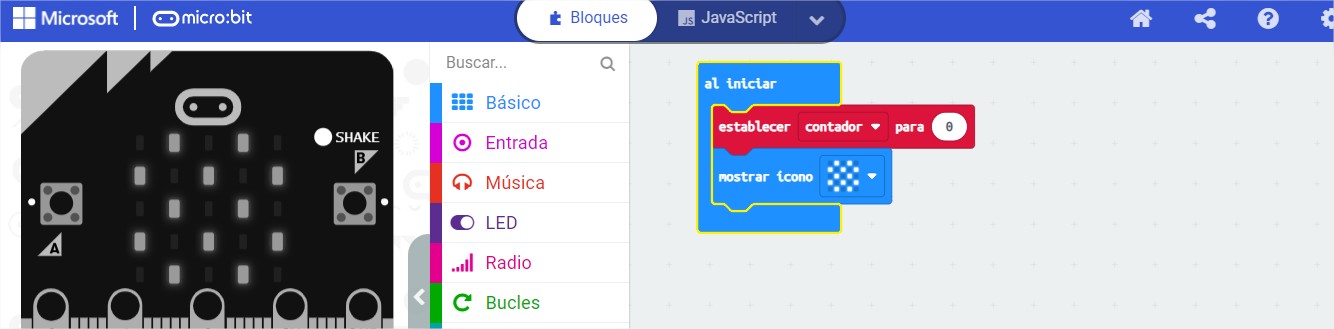 Microsoft micro:bit Bloques JavaScript
Buscar...
SHAKE
B
A
Básico
Entrada
Música
LED
Radio
Bucles
al iniciar
establecer contador para 0
mostrar ícono